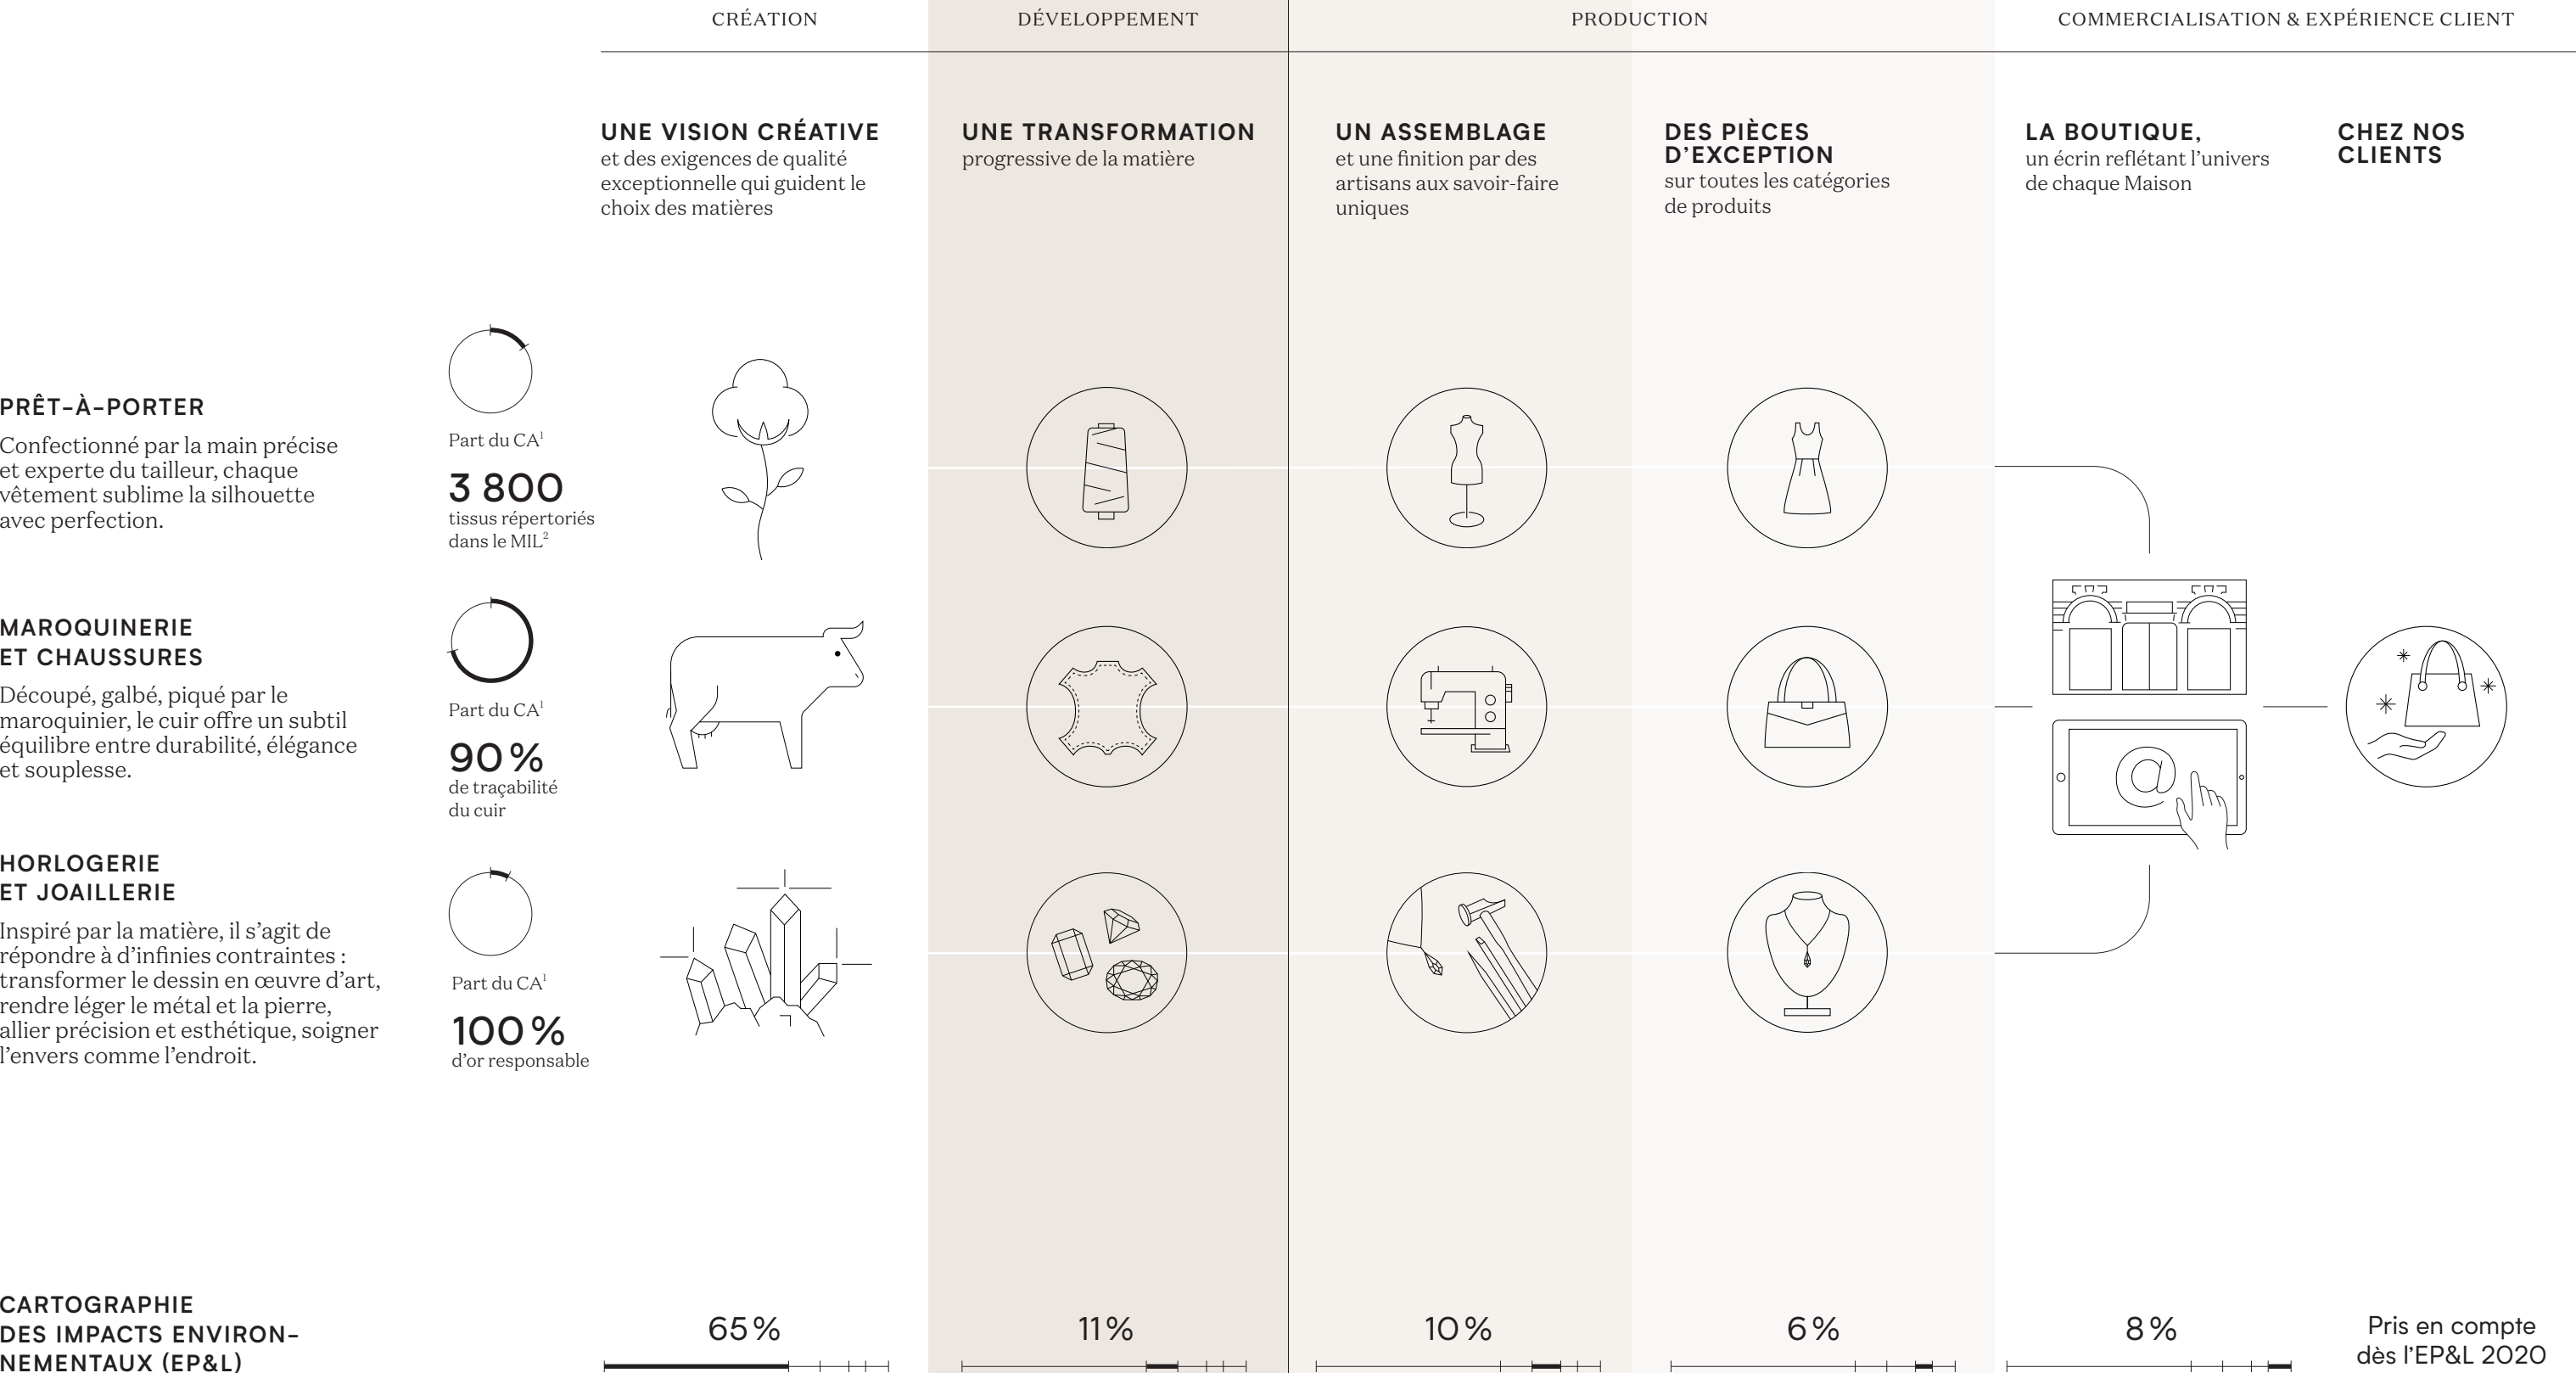 CRÉATION
DÉVELOPPEMENT
PRODUCTION
COMMERCIALISATION & EXPÉRIENCE CLIENT
UNE VISION CRÉATIVE
et des exigences de qualité
exceptionnelle qui guident le
choix des matières
UNE TRANSFORMATION
progressive de la matière
UN ASSEMBLAGE
et une finition par des
artisans aux savoir-faire
uniques
DES PIÈCES
D’EXCEPTION
sur toutes les catégories
de produits
LA BOUTIQUE,
un écrin reflétant l’univers
de chaque Maison
CHEZ NOS
CLIENTS
PRÊT-À-PORTER
Confectionné par la main précise
et experte du tailleur, chaque
vêtement sublime la silhouette
avec perfection.
Part du CA¹
3 800
tissus répertoriés
dans le MIL²
MAROQUINERIE
ET CHAUSSURES
Découpé, galbé, piqué par le
maroquinier, le cuir offre un subtil
équilibre entre durabilité, élégance
et souplesse.
Part du CA¹
90 %
de traçabilité
du cuir
@
HORLOGERIE
ET JOAILLERIE
Inspiré par la matière, il s’agit de
répondre à d’infinies contraintes :
transformer le dessin en œuvre d’art,
rendre léger le métal et la pierre,
allier précision et esthétique, soigner
l’envers comme l’endroit.
Part du CA¹
100 %
d’or responsable
CARTOGRAPHIE
DES IMPACTS ENVIRON-
NEMENTAUX (EP&L)
65 %
11 %
10 %
6 %
8 %
Pris en compte
dès l’EP&L 2020